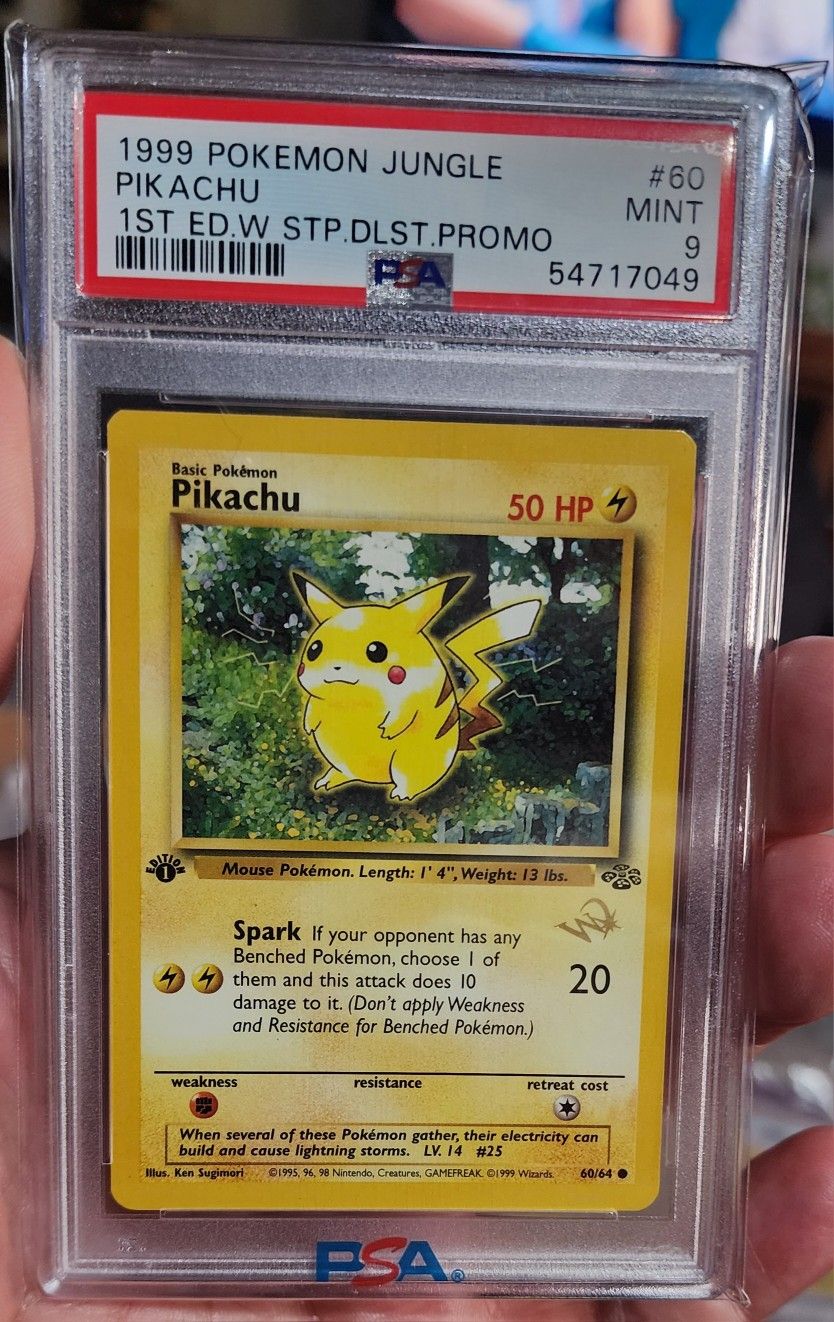 1999 POKEMON JUNGLE #60
PIKACHU MINT
1ST ED.W STP.DLST.PROMO 9
PSA 54717049
Basic Pokémon
Pikachu 50 HP
EDITION 1
Mouse Pokémon. Length: 1' 4", Weight: 13 lbs.
W
Spark If your opponent has any
Benched Pokémon, choose 1 of
them and this attack does 10 20
damage to it. (Don't apply Weakness
and Resistance for Benched Pokémon.)
weakness resistance retreat cost
When several of these Pokémon gather, their electricity can
build and cause lightning storms. LV. 14 #25
Illus. Ken Sugimori ©1995, 96, 98 Nintendo, Creatures, GAMEFREAK. ©1999 Wizards. 60/64
PSA®